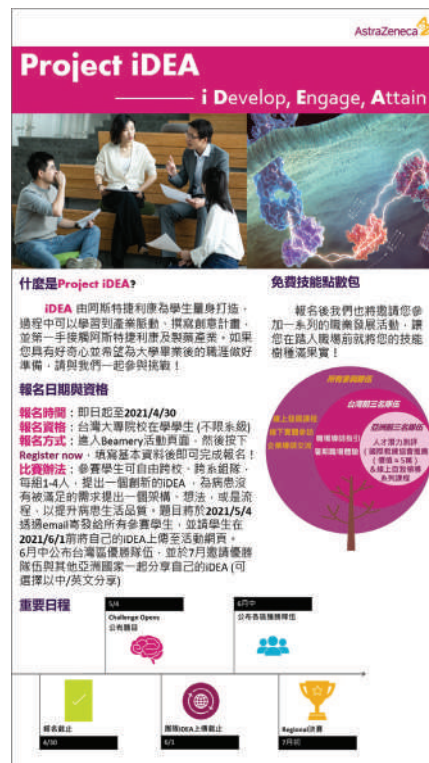 AstraZeneca
Project iDEA
i Develop, Engage, Attain
什麼是Project iDEA?
iDEA 由阿斯特捷利康為學生量身打造，
過程中可以學習到產業脈動、撰寫創意計畫，
並第一手接觸阿斯特捷利康及製藥產業。如果
您具有好奇心並希望為大學畢業後的職涯做好
準備，請與我們一起參與挑戰！
免費技能點數包
報名後我們也將邀請您參
加一系列的職業發展活動，讓
您在踏入職場前就將您的技能
樹種滿果實！
報名日期與資格
報名時間：即日起至2021/4/30
報名資格：台灣大專院校在學學生 (不限系級)
報名方式：進入Beamery活動頁面，然後按下
Register now，填寫基本資料後即可完成報名！
比賽辦法：參賽學生可自由跨校、跨系組隊，
每組1-4人，提出一個創新的iDEA，為病患沒
有被滿足的需求提出一個架構、想法，或是流
程，以提升病患生活品質。題目將於2021/5/4
透過email寄發給所有參賽學生，並請學生在
2021/6/1前將自己的iDEA上傳至活動網頁。
6月中公布台灣區優勝隊伍，並於7月邀請優勝
隊伍與其他亞洲國家一起分享自己的iDEA (可
選擇以中/英文分享)
所有參與隊伍
線上發展課程
線下實體參訪
企業導師交流
台灣前三名隊伍
職場導師指引
暑期職場體驗
亞洲前三名隊伍
人才潛力測評
國際教練協會
(價值≈5萬)
&線上百敗領導
系列課程
重要日程
5/4
Challenge Opens
公布題目
6月中
公布各區獲勝隊伍
報名截止
4/30
團隊iDEA上傳截止
6/1
Regional決賽
7月初